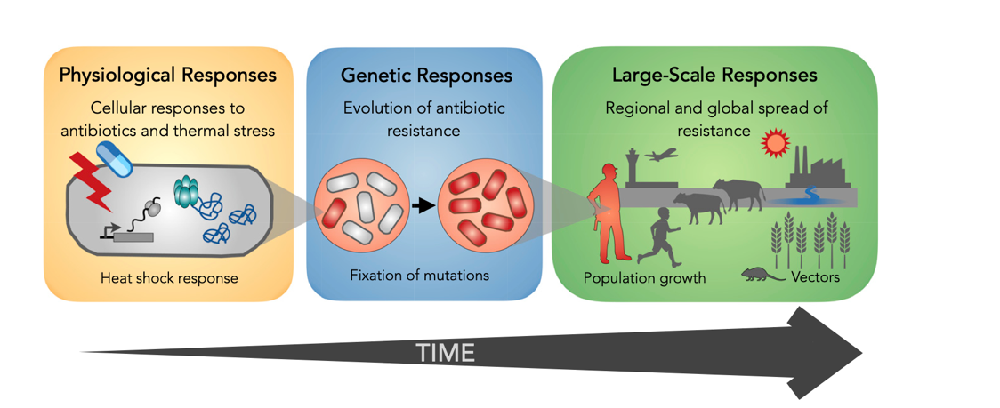 Physiological Responses
Cellular responses to
antibiotics and thermal stress
Heat shock response
Genetic Responses
Evolution of antibiotic
resistance
Fixation of mutations
Large-Scale Responses
Regional and global spread of
resistance
Population growth
Vectors
TIME